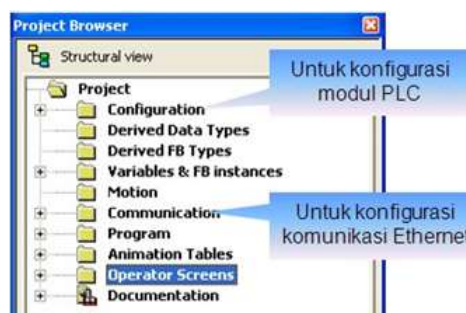 Project Browser
Structural view
Project
Configuration
Derived Data Types
Derived FB Types
Variables & FB instances
Motion
Communication
Program
Animation Tables
Operator Screens
Documentation
Untuk konfigurasi
modul PLC
Untuk konfigurasi
komunikasi Ethernet